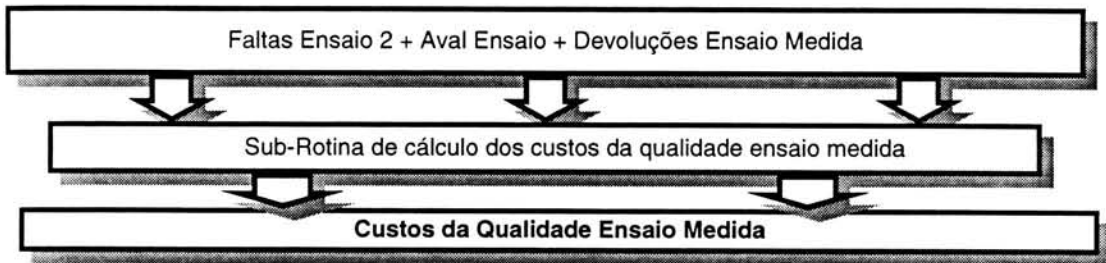 Faltas Ensaio 2 + Aval Ensaio + Devoluções Ensaio Medida
Sub-Rotina de cálculo dos custos da qualidade ensaio medida
Custos da Qualidade Ensaio Medida